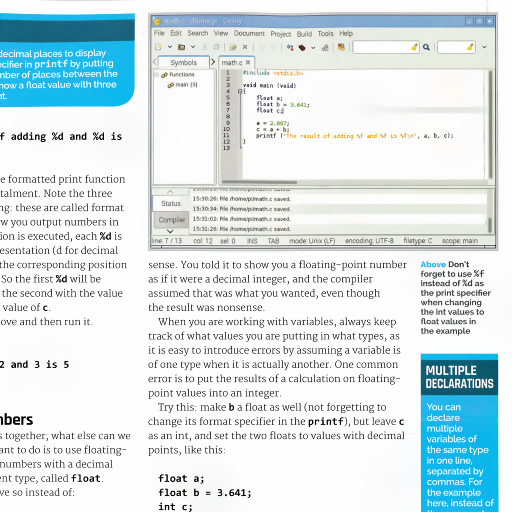 decimal places to display
ecifier in printf by putting
mber of places between the
how a float value with three
nt.
f adding %d and %d is
e formatted print function
talment. Note the three
ng: these are called format
w you output numbers in
ion is executed, each %d is
esentation (d for decimal
the corresponding position
So the first %d will be
the second with the value
value of c.
ove and then run it.
2 and 3 is 5
nbers
s together; what else can we
ant to do is to use floating-
numbers with a decimal
ent type, called float.
ve so instead of:
File Edit Search View Document Project Build Tools Help
Symbols
math.c
Functions
main [3]
1 #include <stdio.h>
2
3 void main (void)
4 {
5 float a;
6 float b = 3.641;
7 float c;
8
9 a = 2.897;
10 c = a + b;
11 printf ("The result of adding %f and %f is %f\n", a, b, c);
12 }
13
Status
Compiler
15:30:26: File /home/pi/math.c saved.
15:30:34: File /home/pi/math.c saved.
15:31:02: File /home/pi/math.c saved.
15:31:26: File /home/pi/math.c saved.
line: 7 / 13 col: 12 sel: 0 INS TAB mode: Unix (LF) encoding: UTF-8 filetype: C scope: main
sense. You told it to show you a floating-point number
as if it were a decimal integer, and the compiler
assumed that was what you wanted, even though
the result was nonsense.
When you are working with variables, always keep
track of what values you are putting in what types, as
it is easy to introduce errors by assuming a variable is
of one type when it is actually another. One common
error is to put the results of a calculation on floating-
point values into an integer.
Try this: make b a float as well (not forgetting to
change its format specifier in the printf), but leave c
as an int, and set the two floats to values with decimal
points, like this:
float a;
float b = 3.641;
int c;
Above Don't
forget to use %f
instead of %d as
the print specifier
when changing
the int values to
float values in
the example
MULTIPLE
DECLARATIONS
You can
declare
multiple
variables of
the same type
in one line,
separated by
commas. For
the example
here, instead of